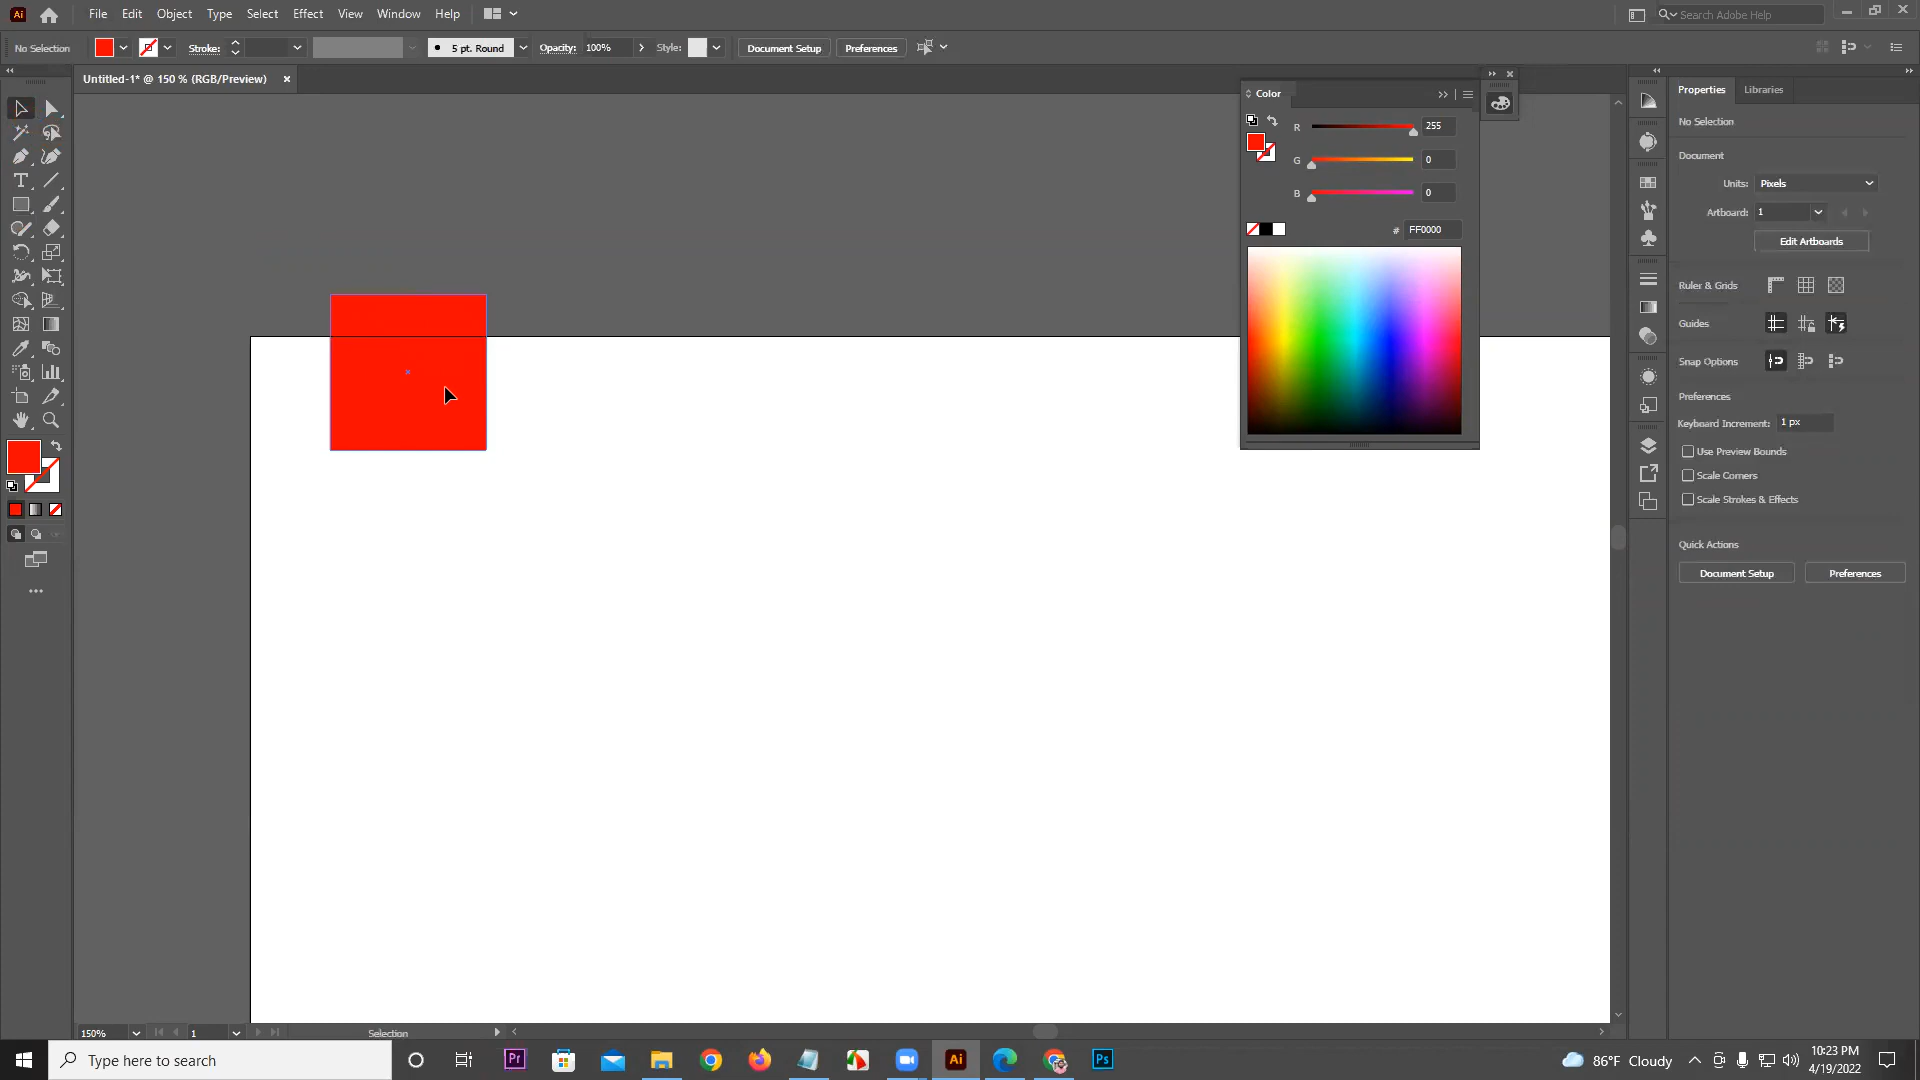 Ai File Edit Object Type Select Effect View Window Help Search Adobe Help
No Selection Stroke: 5 pt. Round Opacity: 100% Style: Document Setup Preferences
Untitled-1* @ 150 % (RGB/Preview) ×
Color
R 255
G 0
B 0
# FF0000
Properties Libraries
No Selection
Document
Units: Pixels
Artboard: 1
Edit Artboards
Ruler & Grids
Guides
Snap Options
Preferences
Keyboard Increment: 1 px
Use Preview Bounds
Scale Corners
Scale Strokes & Effects
Quick Actions
Document Setup Preferences
150% 1 Selection
Type here to search Pr Ai Ps 86°F Cloudy 10:23 PM
4/19/2022